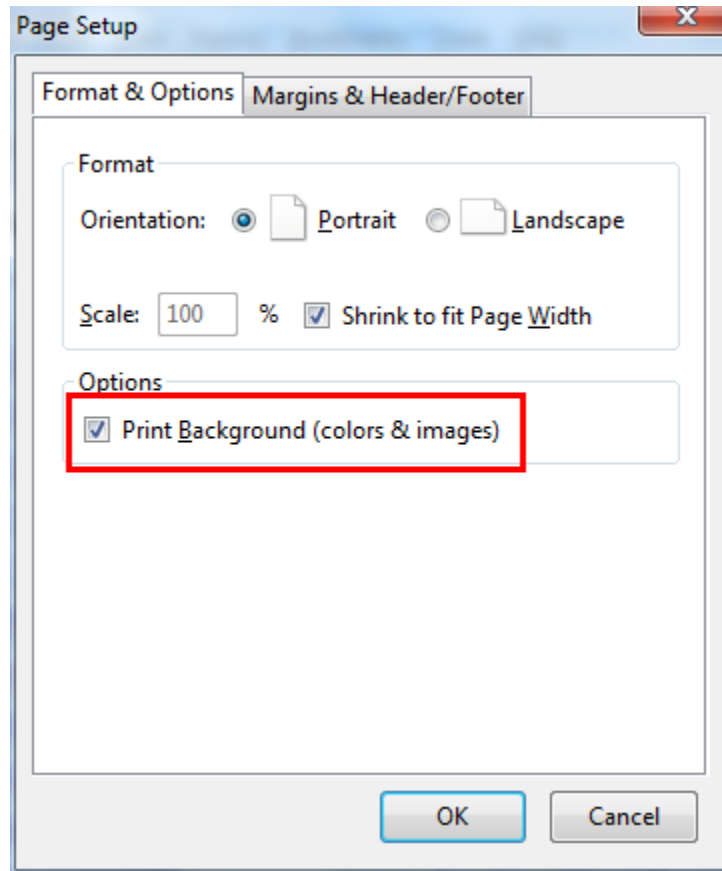 Page Setup
Format & Options Margins & Header/Footer
Format
Orientation: Portrait Landscape
Scale: 100 % Shrink to fit Page Width
Options
Print Background (colors & images)
OK Cancel